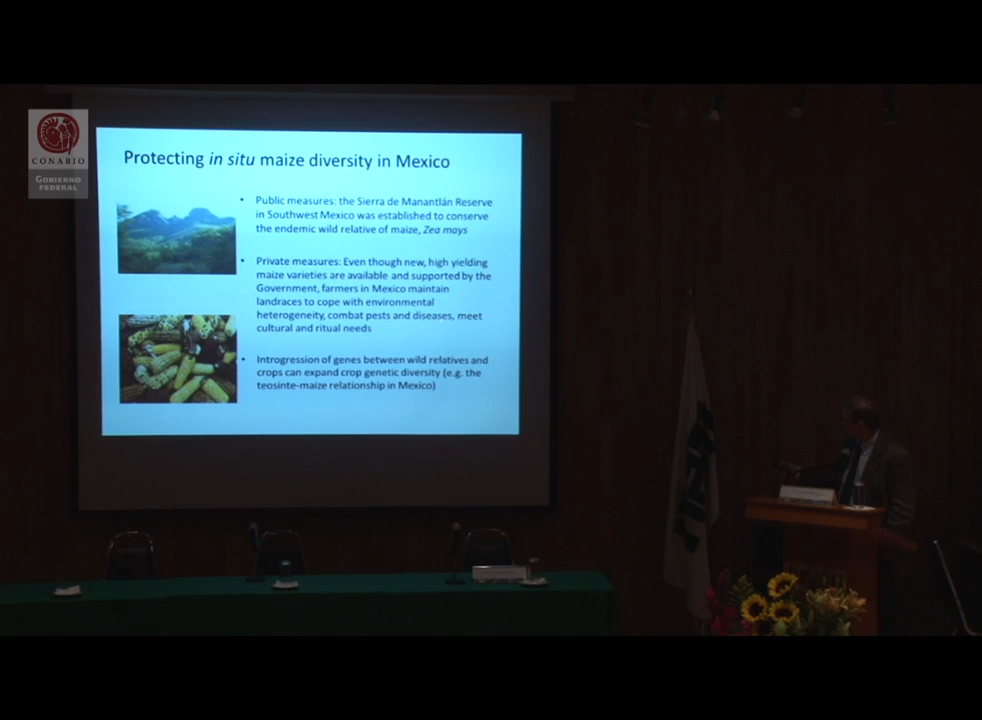 CONABIO
GOBIERNO
FEDERAL
Protecting in situ maize diversity in Mexico
• Public measures: the Sierra de Manantlán Reserve
in Southwest Mexico was established to conserve
the endemic wild relative of maize, Zea mays
• Private measures: Even though new, high yielding
maize varieties are available and supported by the
Government, farmers in Mexico maintain
landraces to cope with environmental
heterogeneity, combat pests and diseases, meet
cultural and ritual needs
• Introgression of genes between wild relatives and
crops can expand crop genetic diversity (e.g. the
teosinte-maize relationship in Mexico)